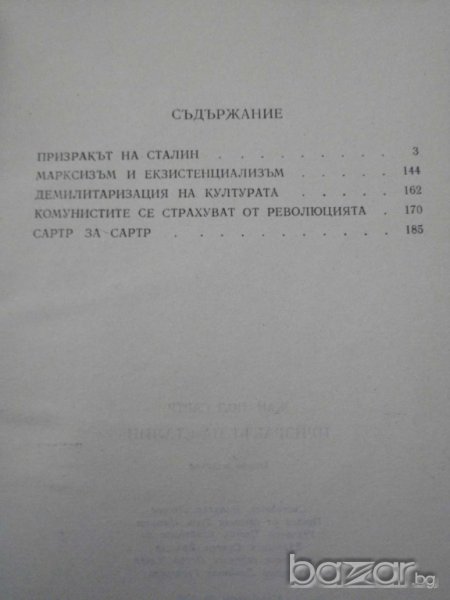 СЪДЪРЖАНИЕ
ПРИЗРАКЪТ НА СТАЛИН . . . . . . . . . 3
МАРКСИЗЪМ И ЕКЗИСТЕНЦИАЛИЗЪМ . . . . . 144
ДЕМИЛИТАРИЗАЦИЯ НА КУЛТУРАТА . . . . . 162
КОМУНИСТИТЕ СЕ СТРАХУВАТ ОТ РЕВОЛЮЦИЯТА . 170
САРТР ЗА САРТР . . . . . . . . . . . 185
bazar.bg